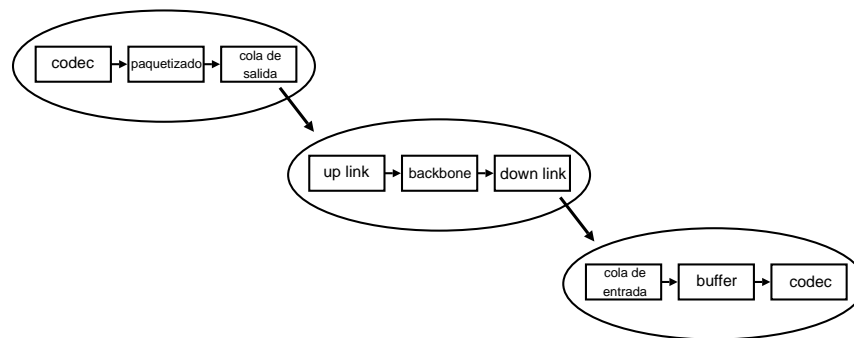 codec
paquetizado
cola de
salida
up link
backbone
down link
cola de
entrada
buffer
codec